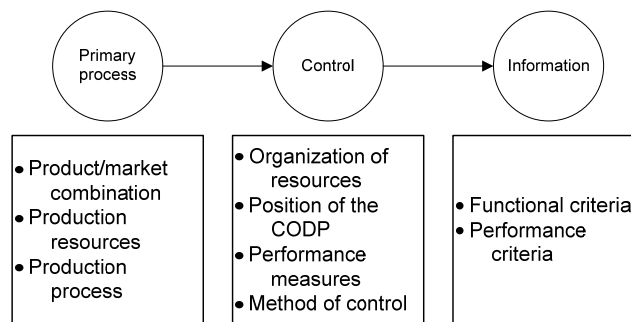 Primary
process
Control
Information
• Product/market
combination
• Production
resources
• Production
process
• Organization of
resources
• Position of the
CODP
• Performance
measures
• Method of control
• Functional criteria
• Performance
criteria